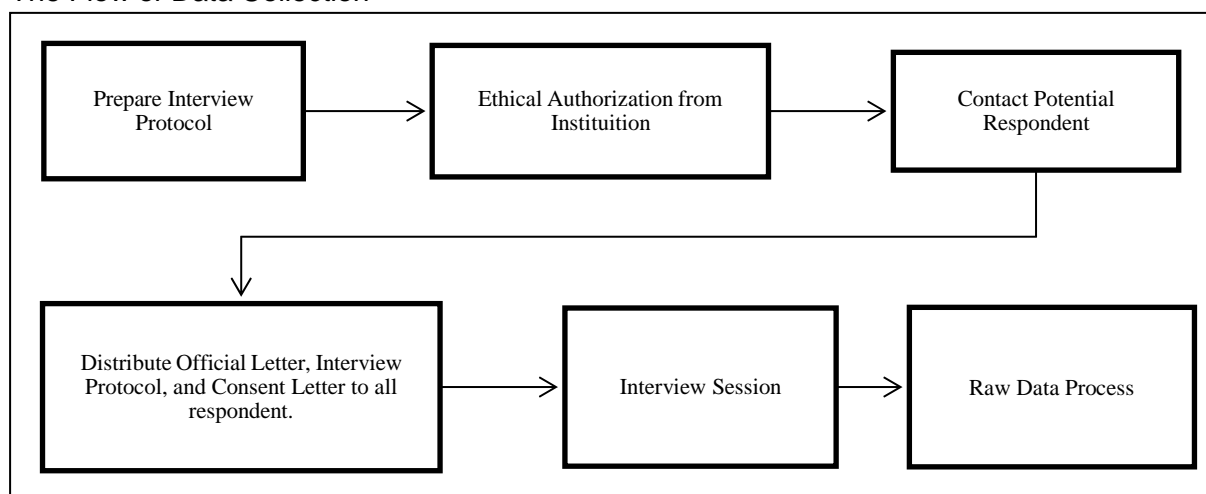 The Flow of Data Collection
Prepare Interview
Protocol
Ethical Authorization from
Instituition
Contact Potential
Respondent
Distribute Official Letter, Interview
Protocol, and Consent Letter to all
respondent.
Interview Session
Raw Data Process